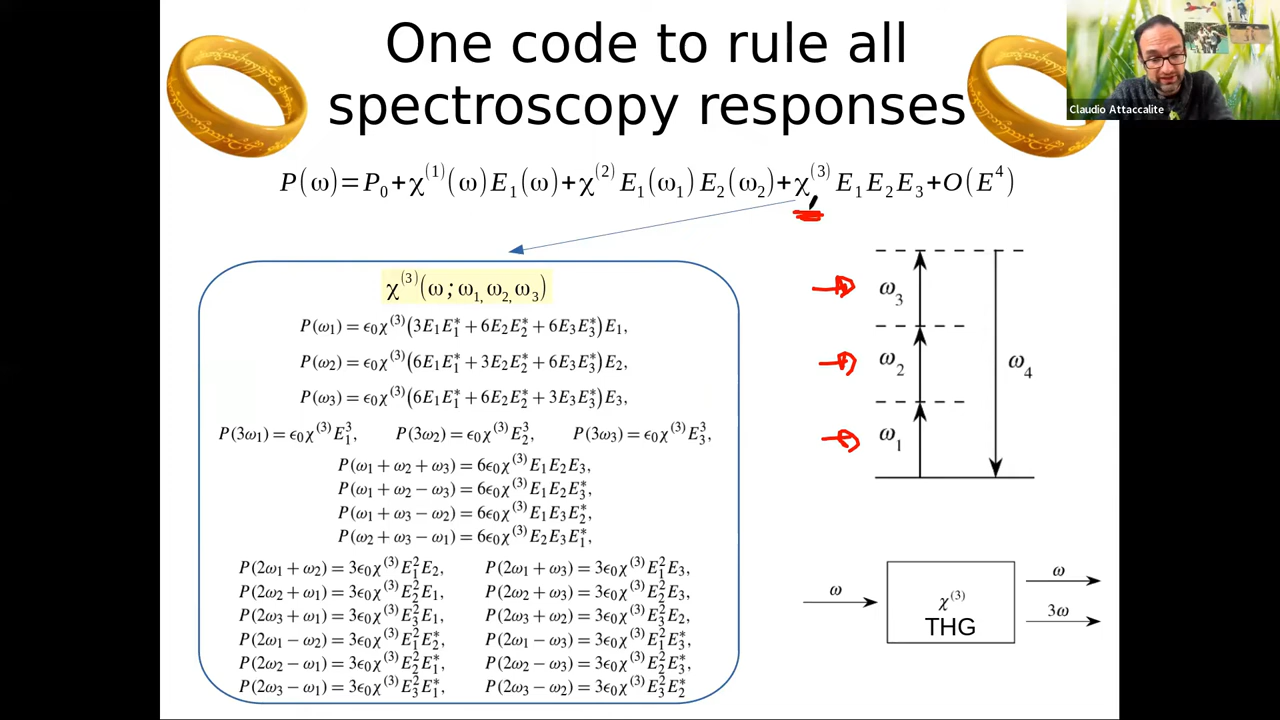 One code to rule all
spectroscopy responses
Claudio Attaccalite
P(ω)=P₀+χ⁽¹⁾(ω)E₁(ω)+χ⁽²⁾E₁(ω₁)E₂(ω₂)+χ⁽³⁾E₁E₂E₃+O(E⁴)
χ⁽³⁾(ω;ω₁,ω₂,ω₃)
P(ω₁) = ϵ₀χ⁽³⁾(3E₁E₁* + 6E₂E₂* + 6E₃E₃*)E₁,
P(ω₂) = ϵ₀χ⁽³⁾(6E₁E₁* + 3E₂E₂* + 6E₃E₃*)E₂,
P(ω₃) = ϵ₀χ⁽³⁾(6E₁E₁* + 6E₂E₂* + 3E₃E₃*)E₃,
P(3ω₁) = ϵ₀χ⁽³⁾E₁³, P(3ω₂) = ϵ₀χ⁽³⁾E₂³, P(3ω₃) = ϵ₀χ⁽³⁾E₃³,
P(ω₁ + ω₂ + ω₃) = 6ϵ₀χ⁽³⁾E₁E₂E₃,
P(ω₁ + ω₂ − ω₃) = 6ϵ₀χ⁽³⁾E₁E₂E₃*,
P(ω₁ + ω₃ − ω₂) = 6ϵ₀χ⁽³⁾E₁E₃E₂*,
P(ω₂ + ω₃ − ω₁) = 6ϵ₀χ⁽³⁾E₂E₃E₁*,
P(2ω₁ + ω₂) = 3ϵ₀χ⁽³⁾E₁²E₂, P(2ω₁ + ω₃) = 3ϵ₀χ⁽³⁾E₁²E₃,
P(2ω₂ + ω₁) = 3ϵ₀χ⁽³⁾E₂²E₁, P(2ω₂ + ω₃) = 3ϵ₀χ⁽³⁾E₂²E₃,
P(2ω₃ + ω₁) = 3ϵ₀χ⁽³⁾E₃²E₁, P(2ω₃ + ω₂) = 3ϵ₀χ⁽³⁾E₃²E₂,
P(2ω₁ − ω₂) = 3ϵ₀χ⁽³⁾E₁²E₂*, P(2ω₁ − ω₃) = 3ϵ₀χ⁽³⁾E₁²E₃*,
P(2ω₂ − ω₁) = 3ϵ₀χ⁽³⁾E₂²E₁*, P(2ω₂ − ω₃) = 3ϵ₀χ⁽³⁾E₂²E₃*,
P(2ω₃ − ω₁) = 3ϵ₀χ⁽³⁾E₃²E₁*, P(2ω₃ − ω₂) = 3ϵ₀χ⁽³⁾E₃²E₂*
ω₃
ω₂
ω₄
ω₁
ω
χ⁽³⁾
THG
ω
3ω